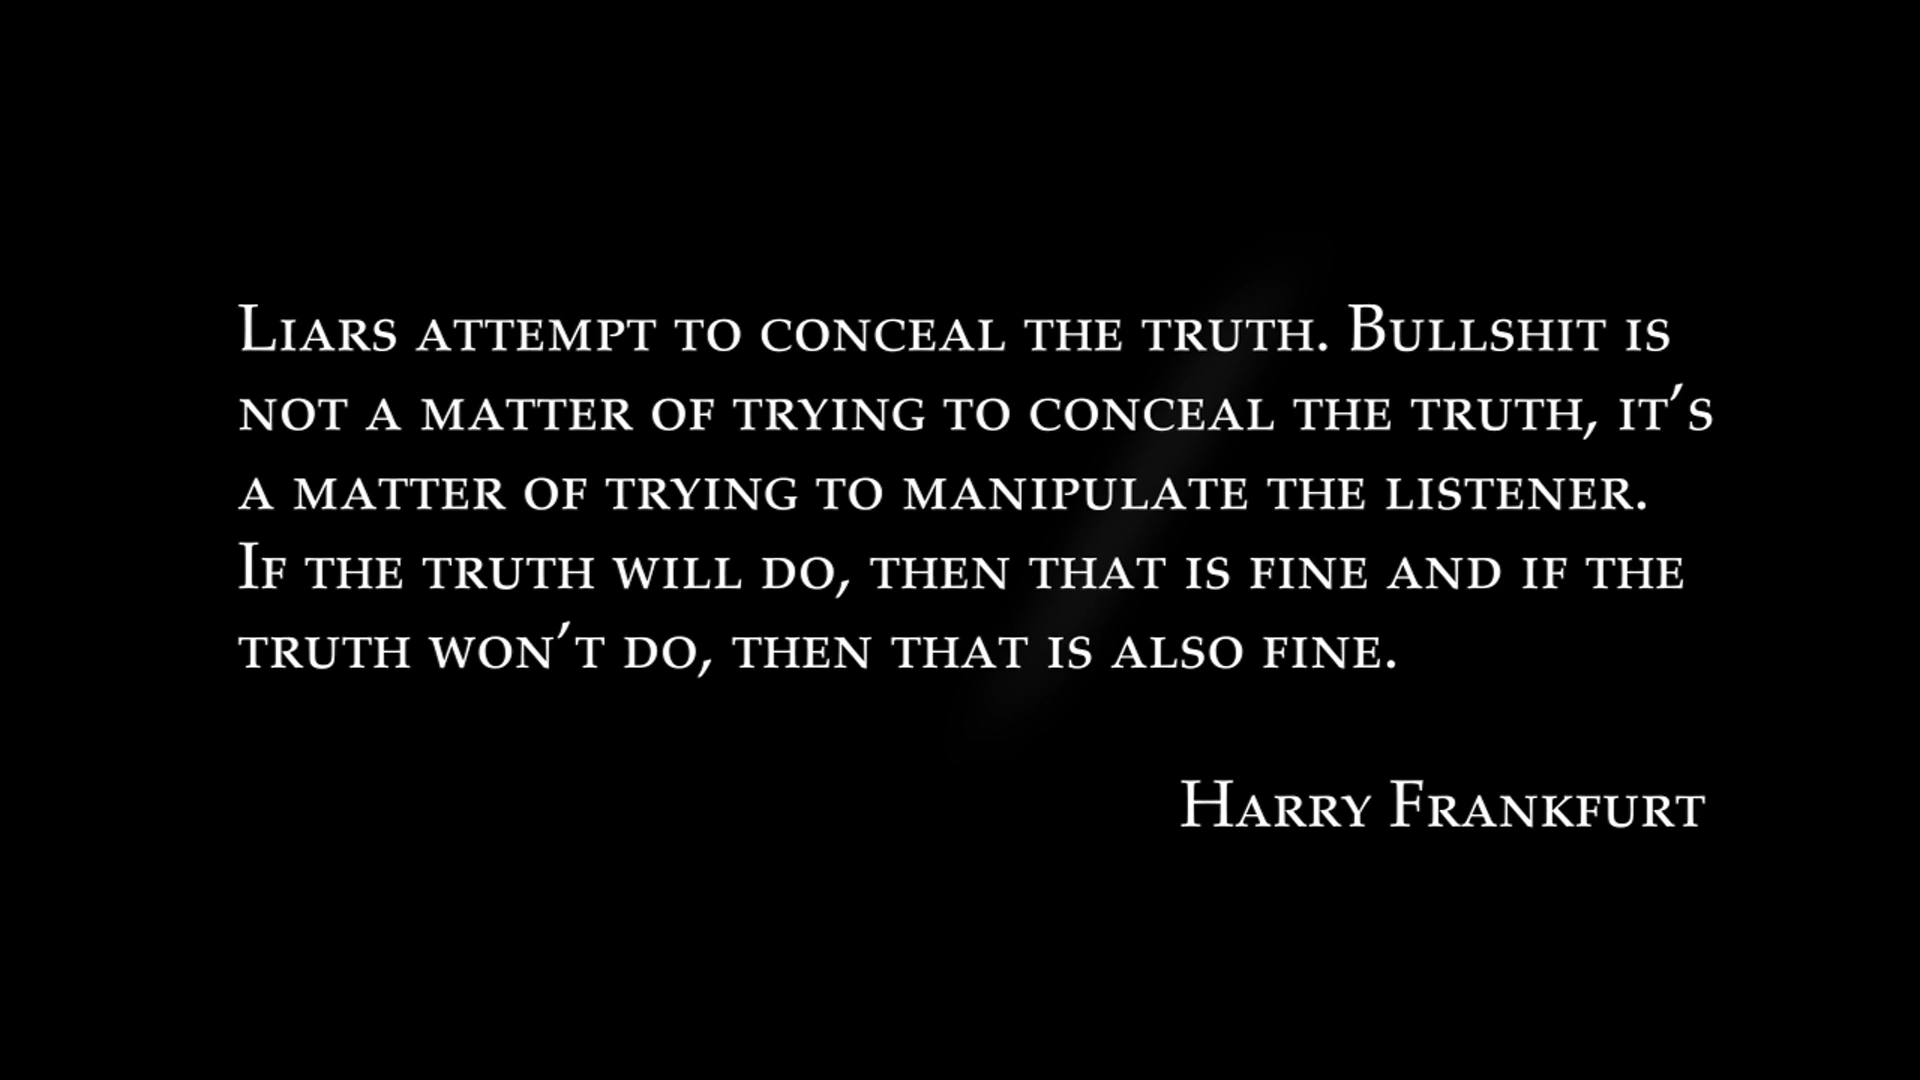 Liars attempt to conceal the truth. Bullshit is
not a matter of trying to conceal the truth, it's
a matter of trying to manipulate the listener.
If the truth will do, then that is fine and if the
truth won't do, then that is also fine.
Harry Frankfurt